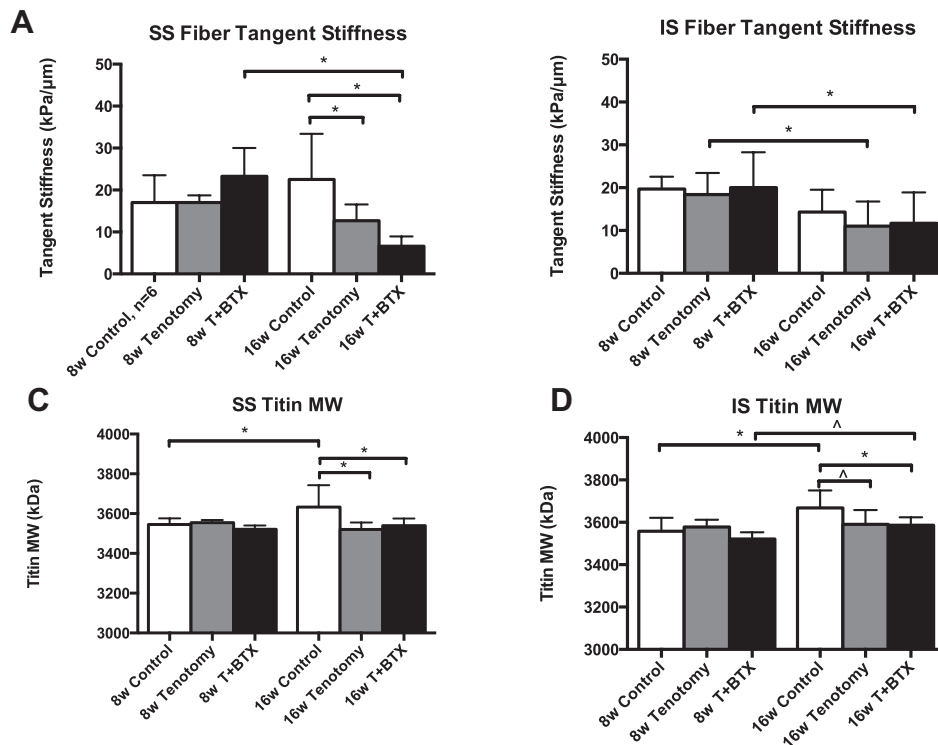 A
SS Fiber Tangent Stiffness
Tangent Stiffness (kPa/µm)
50
40
30
20
10
0
*
*
*
8w Control, n=6
8w Tenotomy
8w T+BTX
16w Control
16w Tenotomy
16w T+BTX
IS Fiber Tangent Stiffness
Tangent Stiffness (kPa/µm)
50
40
30
20
10
0
*
*
8w Control
8w Tenotomy
8w T+BTX
16w Control
16w Tenotomy
16w T+BTX
C
SS Titin MW
Titin MW (kDa)
4000
3800
3600
3400
3200
3000
*
*
*
8w Control
8w Tenotomy
8w T+BTX
16w Control
16w Tenotomy
16w T+BTX
D
IS Titin MW
Titin MW (kDa)
4000
3800
3600
3400
3200
3000
^
*
*
^
8w Control
8w Tenotomy
8w T+BTX
16w Control
16w Tenotomy
16w T+BTX